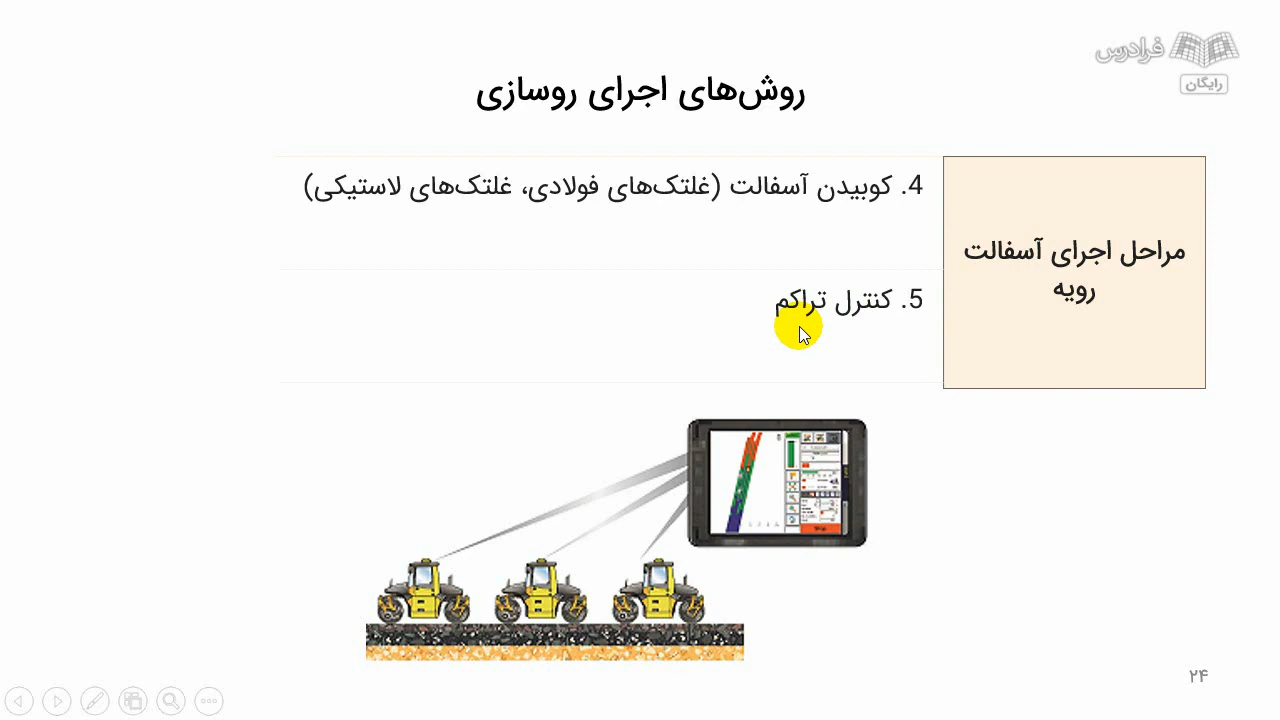 فرادرس
رایگان
روش‌های اجرای روسازی
مراحل اجرای آسفالت
رویه
4. کوبیدن آسفالت (غلتک‌های فولادی، غلتک‌های لاستیکی)
5. کنترل تراکم
۲۴